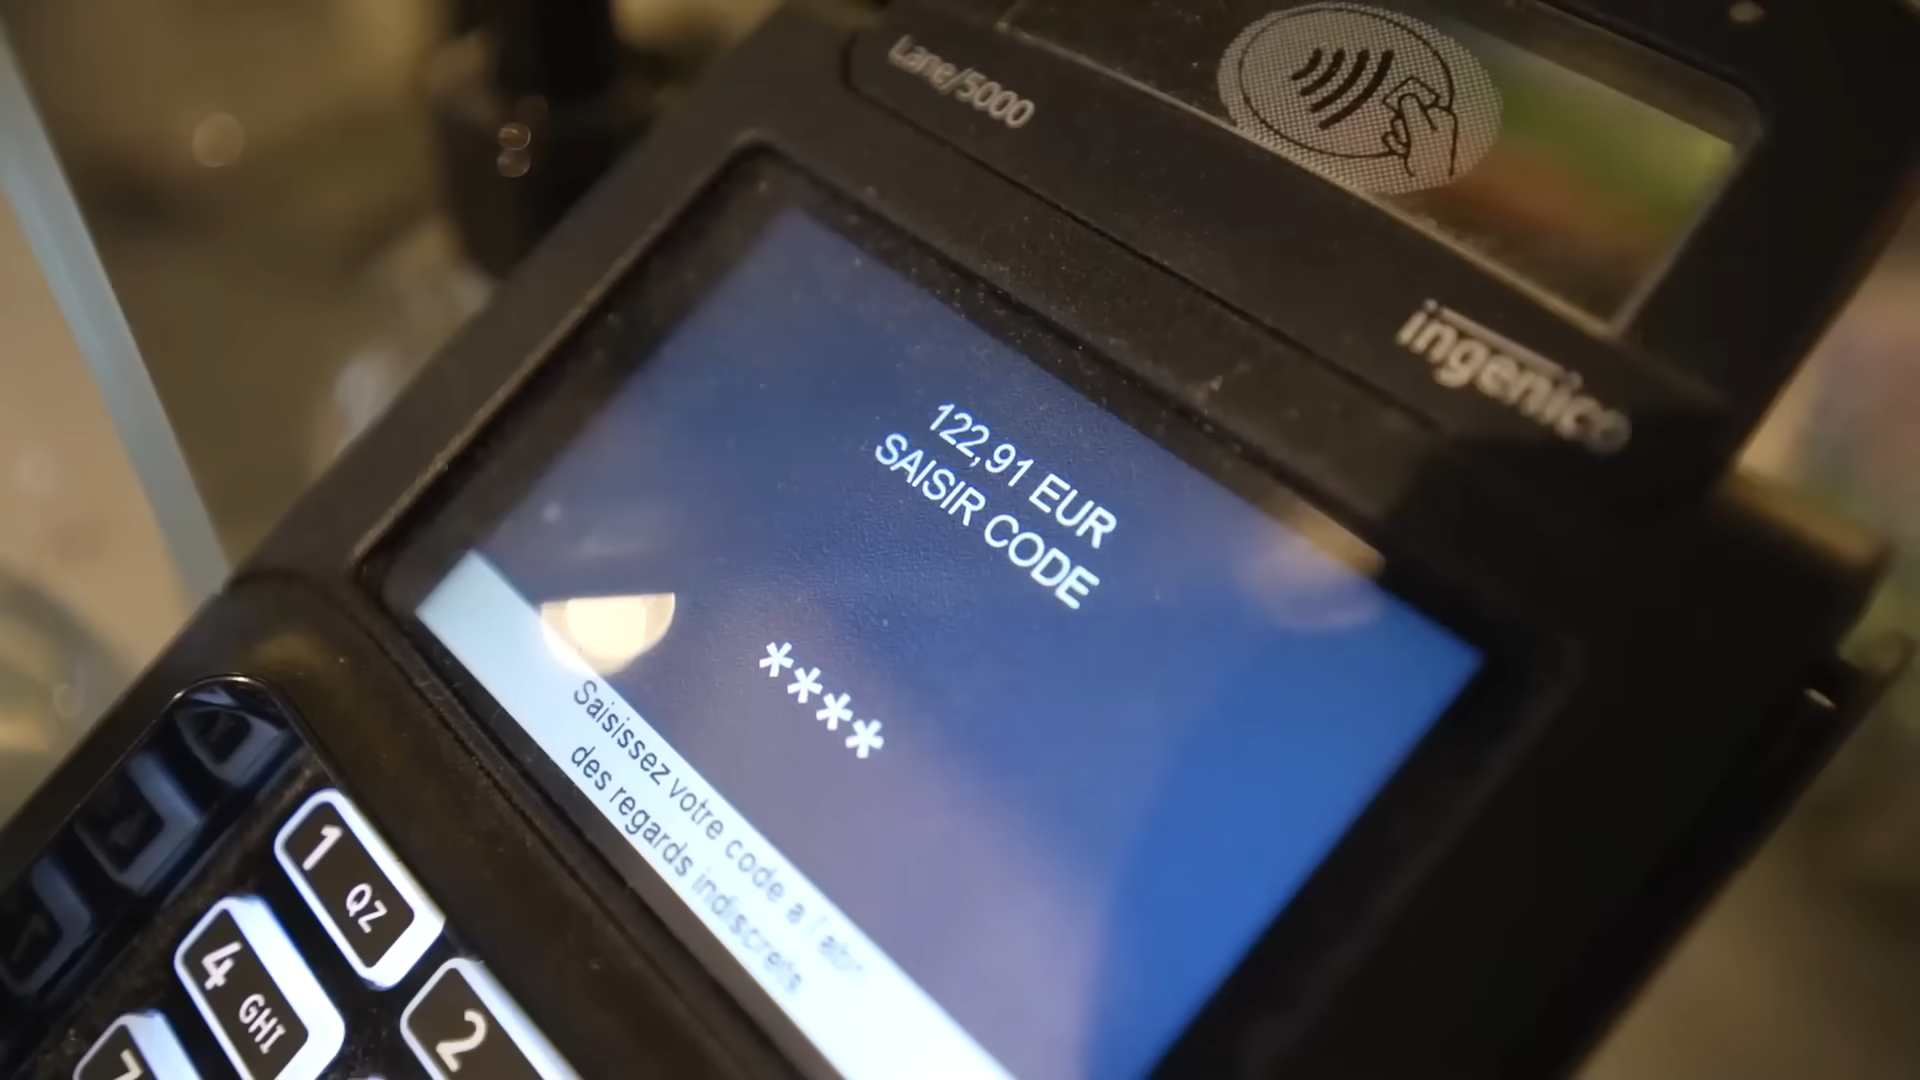 Lane/5000
ingenico
122,91 EUR
SAISIR CODE
****
Saisissez votre code a l'abri
des regards indiscrets
1 QZ
4 GHI
2
7